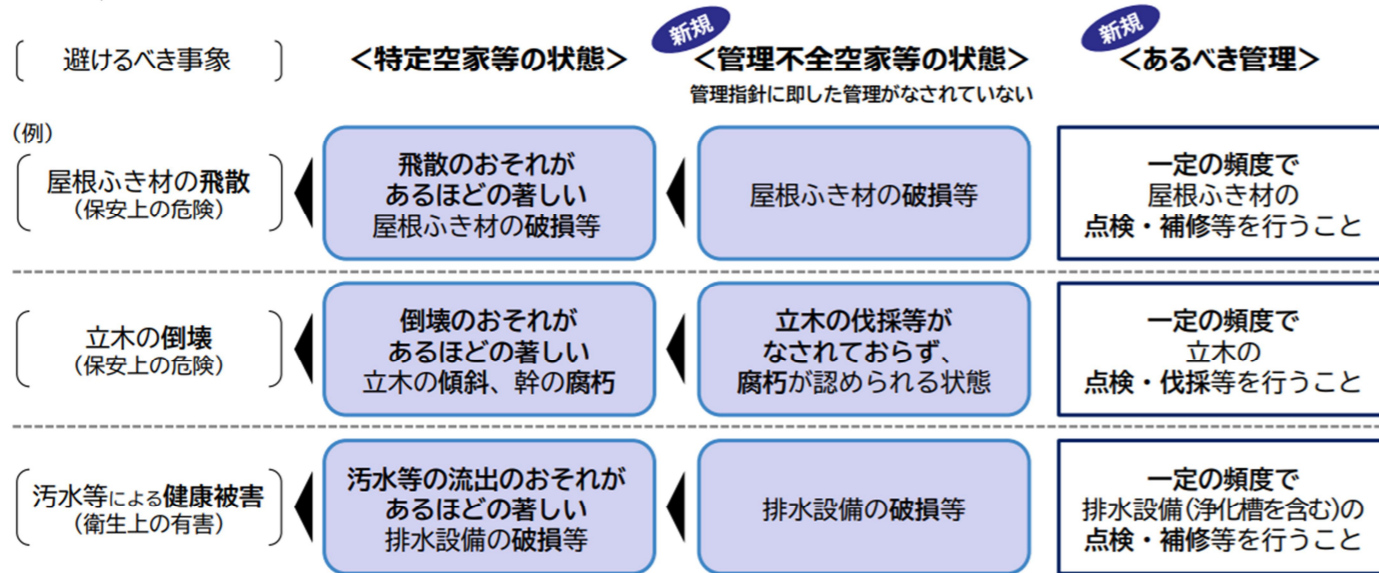 避けるべき事象
<特定空家等の状態>
新規
<管理不全空家等の状態>
管理指針に即した管理がなされていない
新規
<あるべき管理>
(例)
屋根ふき材の飛散
(保安上の危険)
飛散のおそれが
あるほどの著しい
屋根ふき材の破損等
屋根ふき材の破損等
一定の頻度で
屋根ふき材の
点検・補修等を行うこと
立木の倒壊
(保安上の危険)
倒壊のおそれが
あるほどの著しい
立木の傾斜、幹の腐朽
立木の伐採等が
なされておらず、
腐朽が認められる状態
一定の頻度で
立木の
点検・伐採等を行うこと
汚水等による健康被害
(衛生上の有害)
汚水等の流出のおそれが
あるほどの著しい
排水設備の破損等
排水設備の破損等
一定の頻度で
排水設備(浄化槽を含む)の
点検・補修等を行うこと